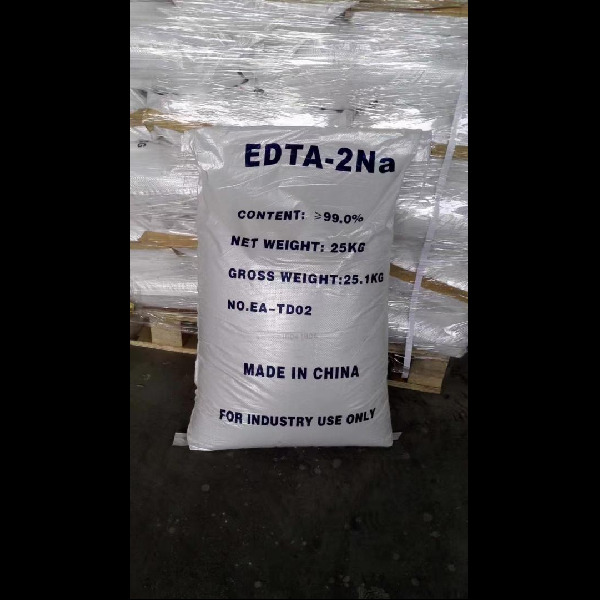 EDTA-2Na
CONTENT: ≥99.0%
NET WEIGHT: 25KG
GROSS WEIGHT:25.1KG
NO.EA-TD02
MADE IN CHINA
FOR INDUSTRY USE ONLY